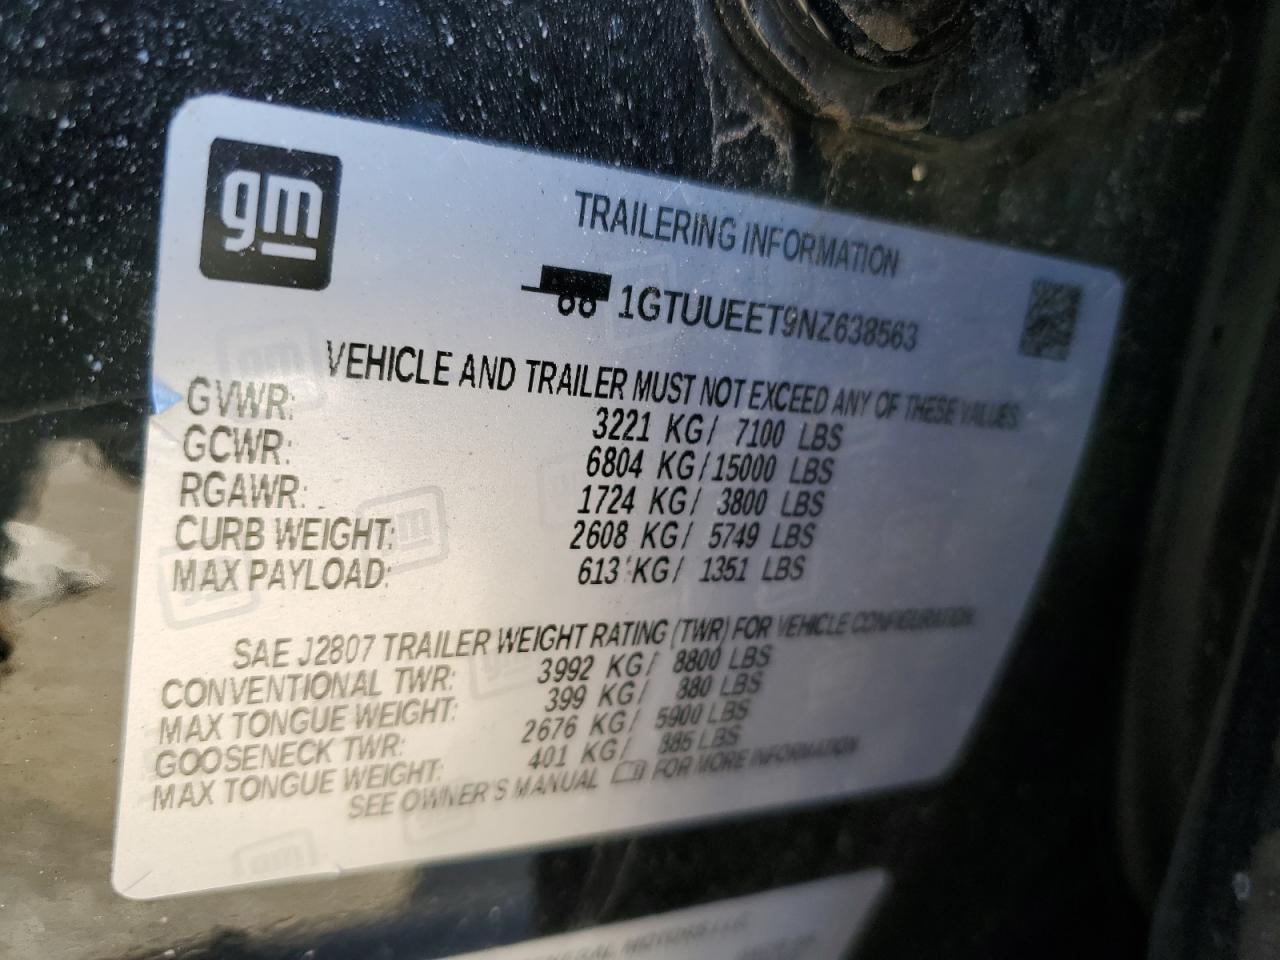 gm
TRAILERING INFORMATION
1GTUUEET9NZ638563
VEHICLE AND TRAILER MUST NOT EXCEED ANY OF THESE VALUES
GVWR: 3221 KG/ 7100 LBS
GCWR: 6804 KG/15000 LBS
RGAWR: 1724 KG/ 3800 LBS
CURB WEIGHT: 2608 KG/ 5749 LBS
MAX PAYLOAD: 613 KG/ 1351 LBS
SAE J2807 TRAILER WEIGHT RATING (TWR) FOR VEHICLE CONFIGURATION
CONVENTIONAL TWR: 3992 KG/ 8800 LBS
MAX TONGUE WEIGHT: 399 KG/ 880 LBS
GOOSENECK TWR: 2676 KG/ 5900 LBS
MAX TONGUE WEIGHT: 401 KG/ 885 LBS
SEE OWNER'S MANUAL FOR MORE INFORMATION